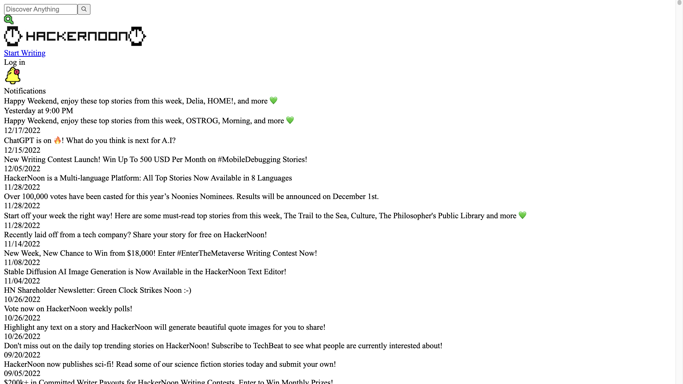 Discover Anything
HACKERNOON
Start Writing
Log in
Notifications
Happy Weekend, enjoy these top stories from this week, Delia, HOME!, and more 💚
Yesterday at 9:00 PM
Happy Weekend, enjoy these top stories from this week, OSTROG, Morning, and more 💚
12/17/2022
ChatGPT is on 🔥! What do you think is next for A.I?
12/15/2022
New Writing Contest Launch! Win Up To 500 USD Per Month on #MobileDebugging Stories!
12/05/2022
HackerNoon is a Multi-language Platform: All Top Stories Now Available in 8 Languages
11/28/2022
Over 100,000 votes have been casted for this year’s Noonies Nominees. Results will be announced on December 1st.
11/28/2022
Start off your week the right way! Here are some must-read top stories from this week, The Trail to the Sea, Culture, The Philosopher's Public Library and more 💚
11/28/2022
Recently laid off from a tech company? Share your story for free on HackerNoon!
11/14/2022
New Week, New Chance to Win from $18,000! Enter #EnterTheMetaverse Writing Contest Now!
11/08/2022
Stable Diffusion AI Image Generation is Now Available in the HackerNoon Text Editor!
11/04/2022
HN Shareholder Newsletter: Green Clock Strikes Noon :-)
10/26/2022
Vote now on HackerNoon weekly polls!
10/26/2022
Highlight any text on a story and HackerNoon will generate beautiful quote images for you to share!
10/26/2022
Don't miss out on the daily top trending stories on HackerNoon! Subscribe to TechBeat to see what people are currently interested about!
09/20/2022
HackerNoon now publishes sci-fi! Read some of our science fiction stories today and submit your own!
09/05/2022
$200k+ in Committed Writer Payouts for HackerNoon Writing Contests. Enter to Win Monthly Prizes!